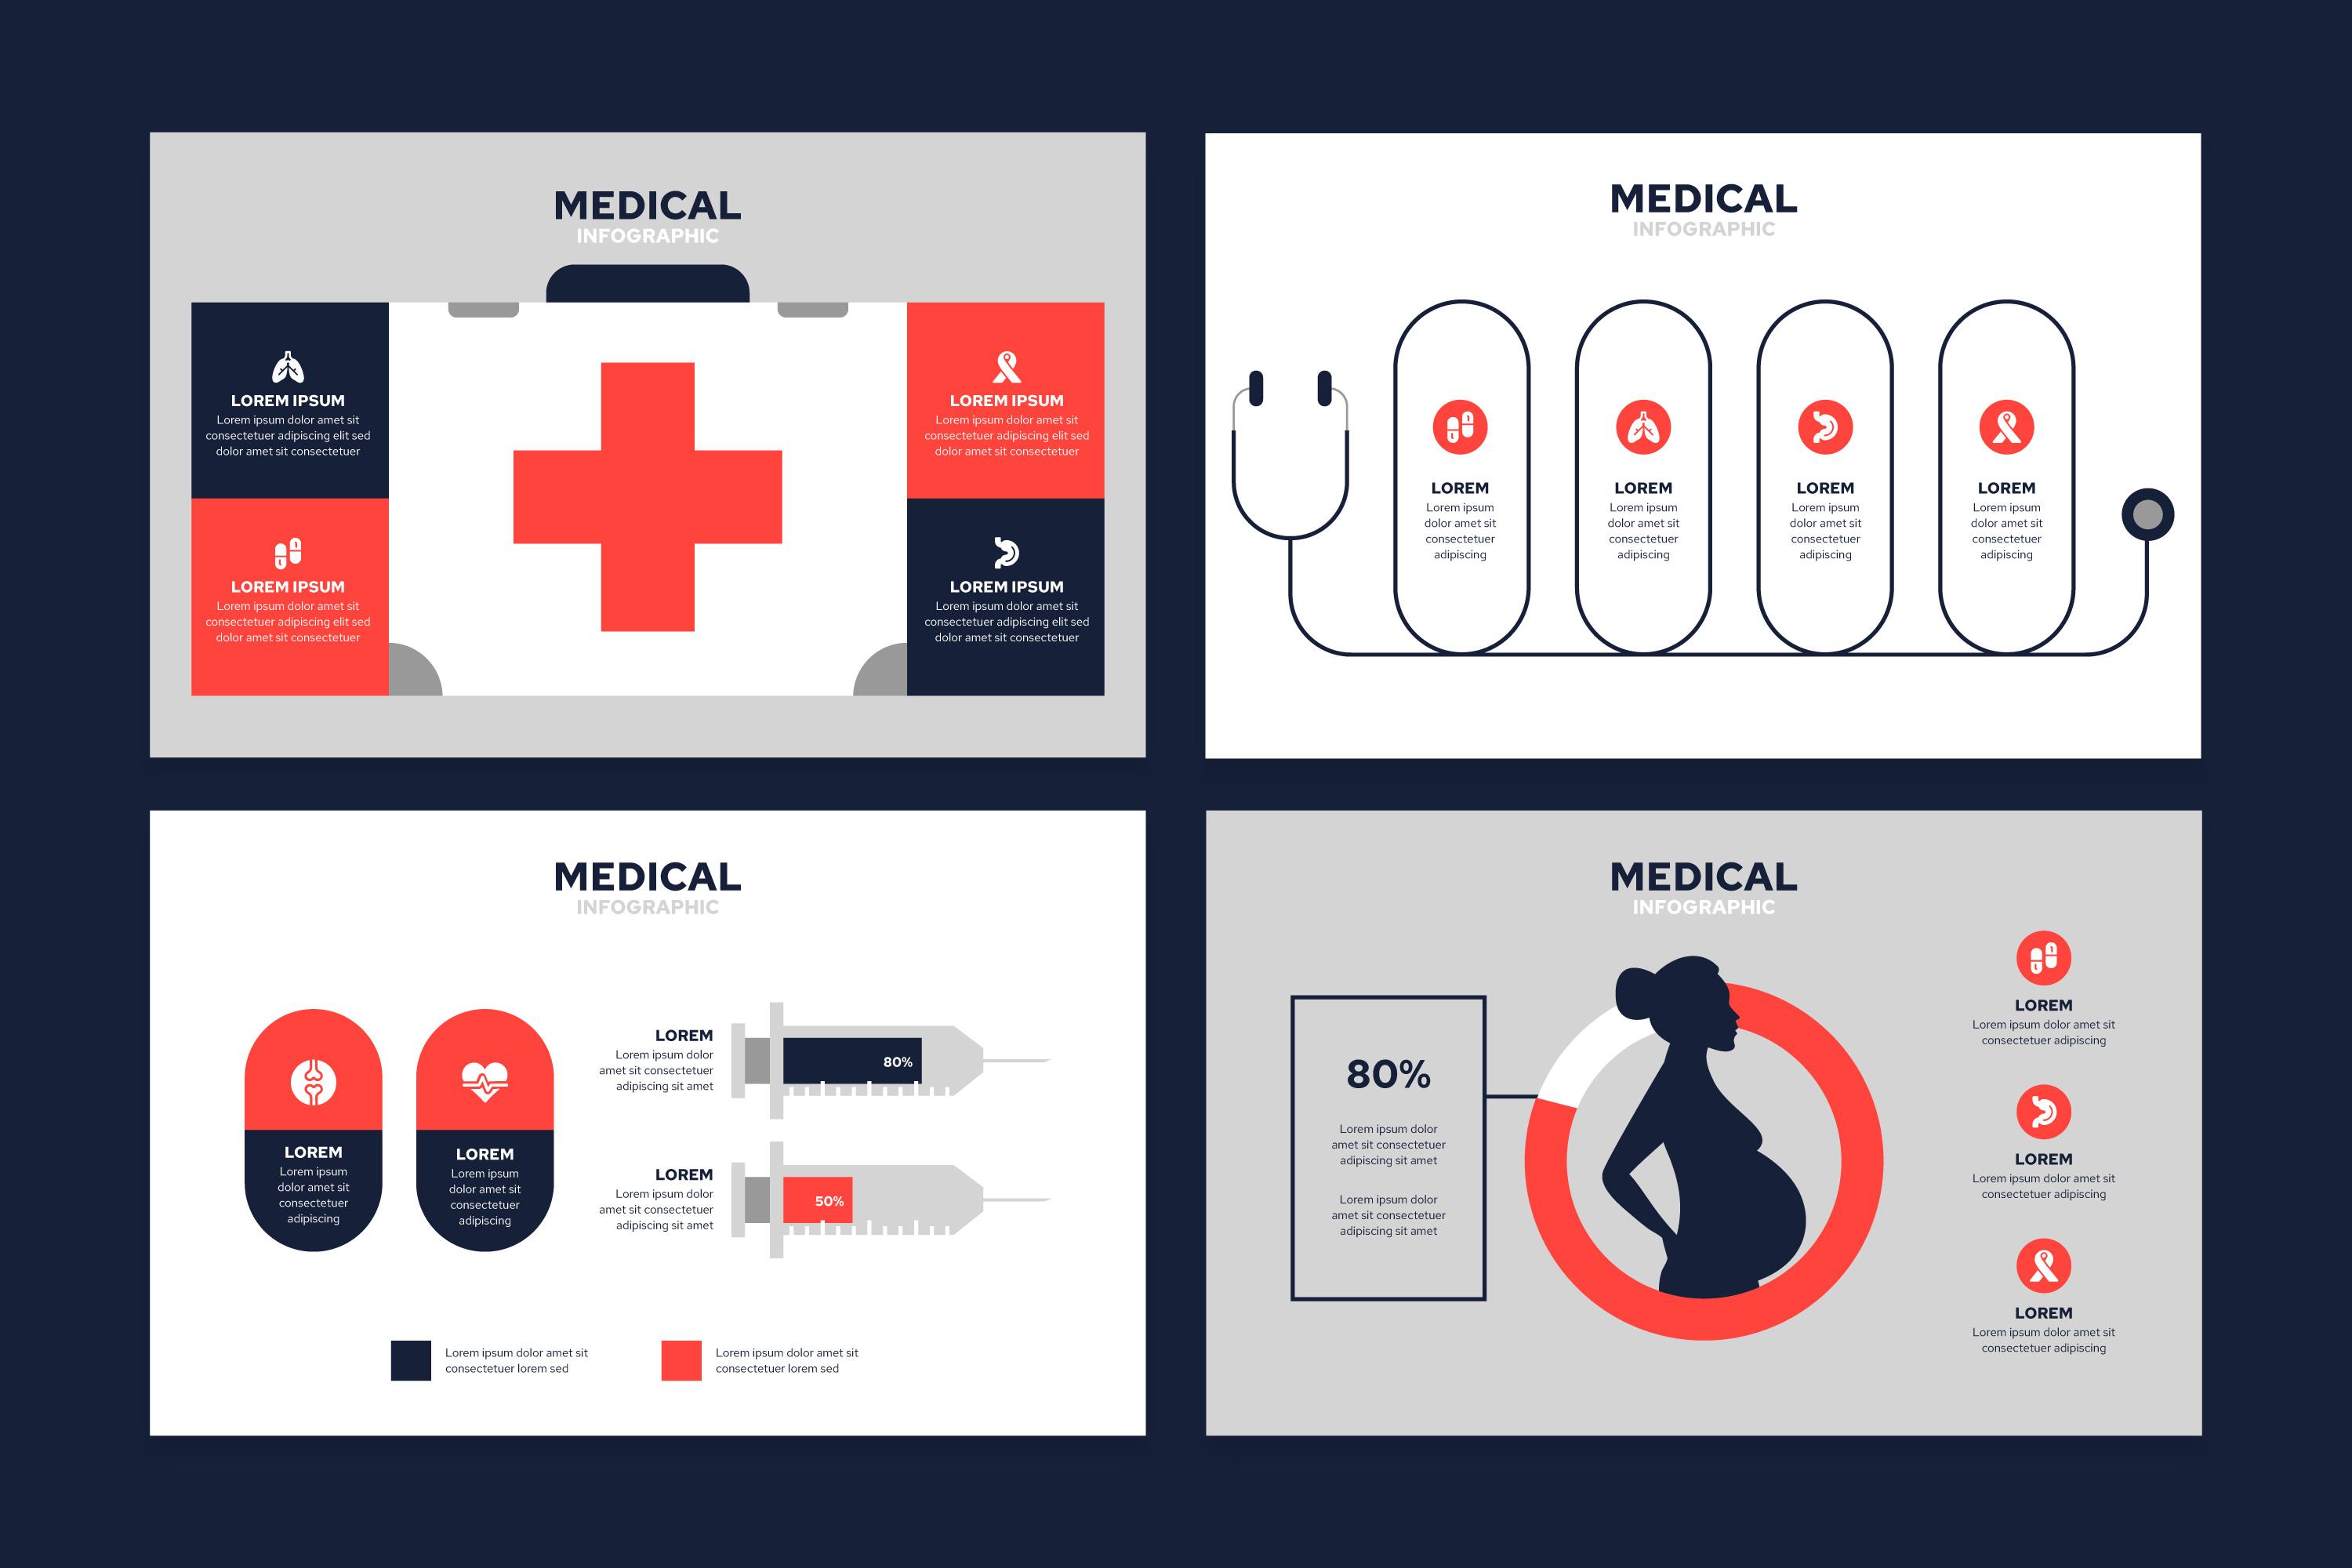 MEDICAL
INFOGRAPHIC
LOREM IPSUM
Lorem ipsum dolor amet sit
consectetuer adipiscing elit sed
dolor amet sit consectetuer
LOREM IPSUM
Lorem ipsum dolor amet sit
consectetuer adipiscing elit sed
dolor amet sit consectetuer
LOREM IPSUM
Lorem ipsum dolor amet sit
consectetuer adipiscing elit sed
dolor amet sit consectetuer
LOREM IPSUM
Lorem ipsum dolor amet sit
consectetuer adipiscing elit sed
dolor amet sit consectetuer
MEDICAL
INFOGRAPHIC
LOREM
Lorem ipsum
dolor amet sit
consectetuer
adipiscing
LOREM
Lorem ipsum
dolor amet sit
consectetuer
adipiscing
LOREM
Lorem ipsum
dolor amet sit
consectetuer
adipiscing
LOREM
Lorem ipsum
dolor amet sit
consectetuer
adipiscing
MEDICAL
INFOGRAPHIC
LOREM
Lorem ipsum
dolor amet sit
consectetuer
adipiscing
LOREM
Lorem ipsum
dolor amet sit
consectetuer
adipiscing
LOREM
Lorem ipsum dolor
amet sit consectetuer
adipiscing sit amet
80%
LOREM
Lorem ipsum dolor
amet sit consectetuer
adipiscing sit amet
50%
Lorem ipsum dolor amet sit
consectetuer lorem sed
Lorem ipsum dolor amet sit
consectetuer lorem sed
MEDICAL
INFOGRAPHIC
80%
Lorem ipsum dolor
amet sit consectetuer
adipiscing sit amet
Lorem ipsum dolor
amet sit consectetuer
adipiscing sit amet
LOREM
Lorem ipsum dolor amet sit
consectetuer adipiscing
LOREM
Lorem ipsum dolor amet sit
consectetuer adipiscing
LOREM
Lorem ipsum dolor amet sit
consectetuer adipiscing